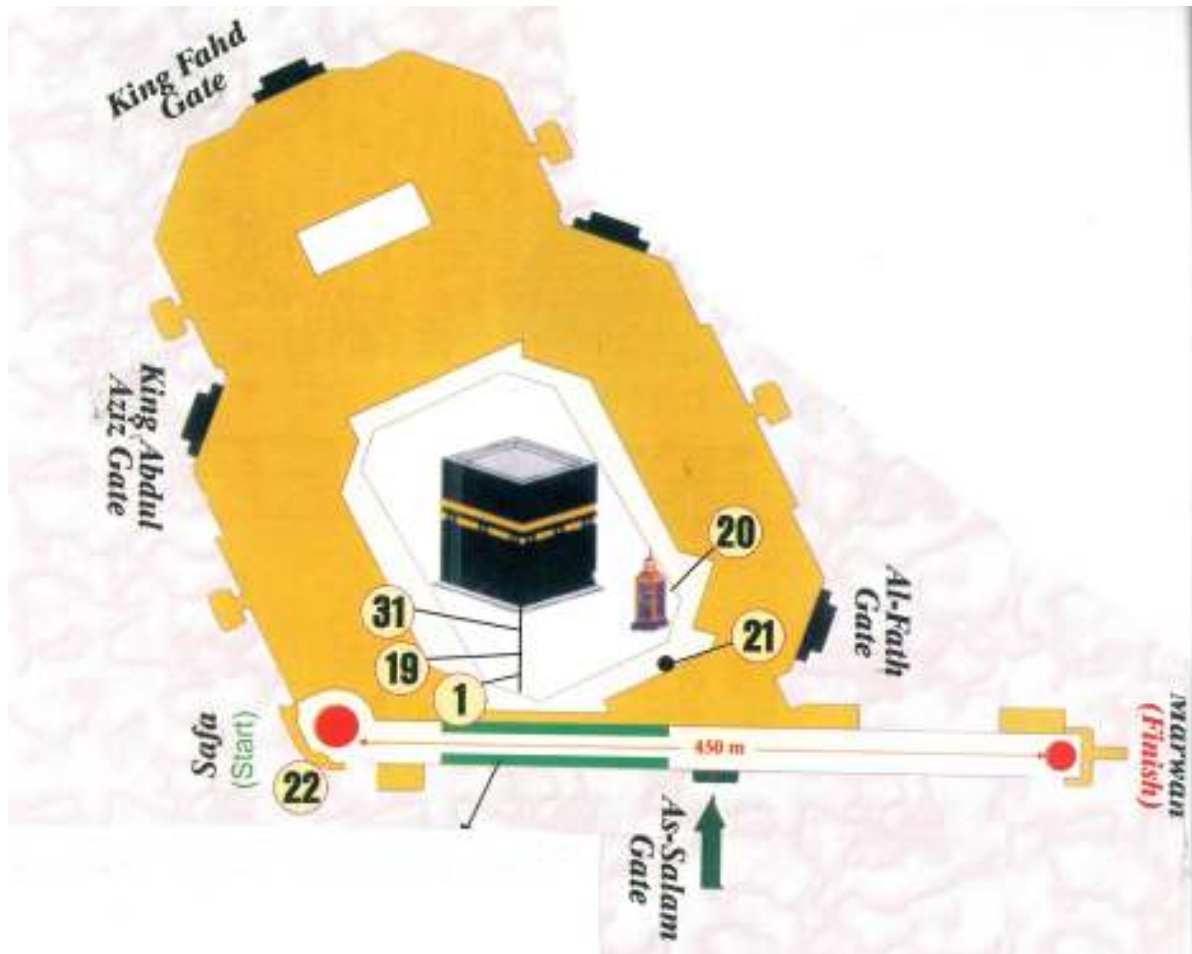 King Fahd
Gate
King Abdul
Aziz Gate
20
31
19
1
21
Al-Fath
Gate
Safa
(Start)
22
450 m
As-Salam
Gate
Marwan
(Finish)